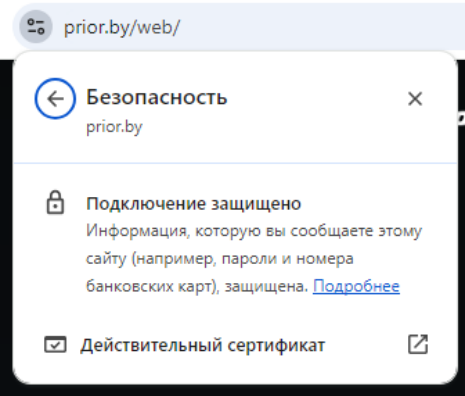 prior.by/web/
Безопасность
prior.by
Подключение защищено
Информация, которую вы сообщаете этому
сайту (например, пароли и номера
банковских карт), защищена. Подробнее
Действительный сертификат